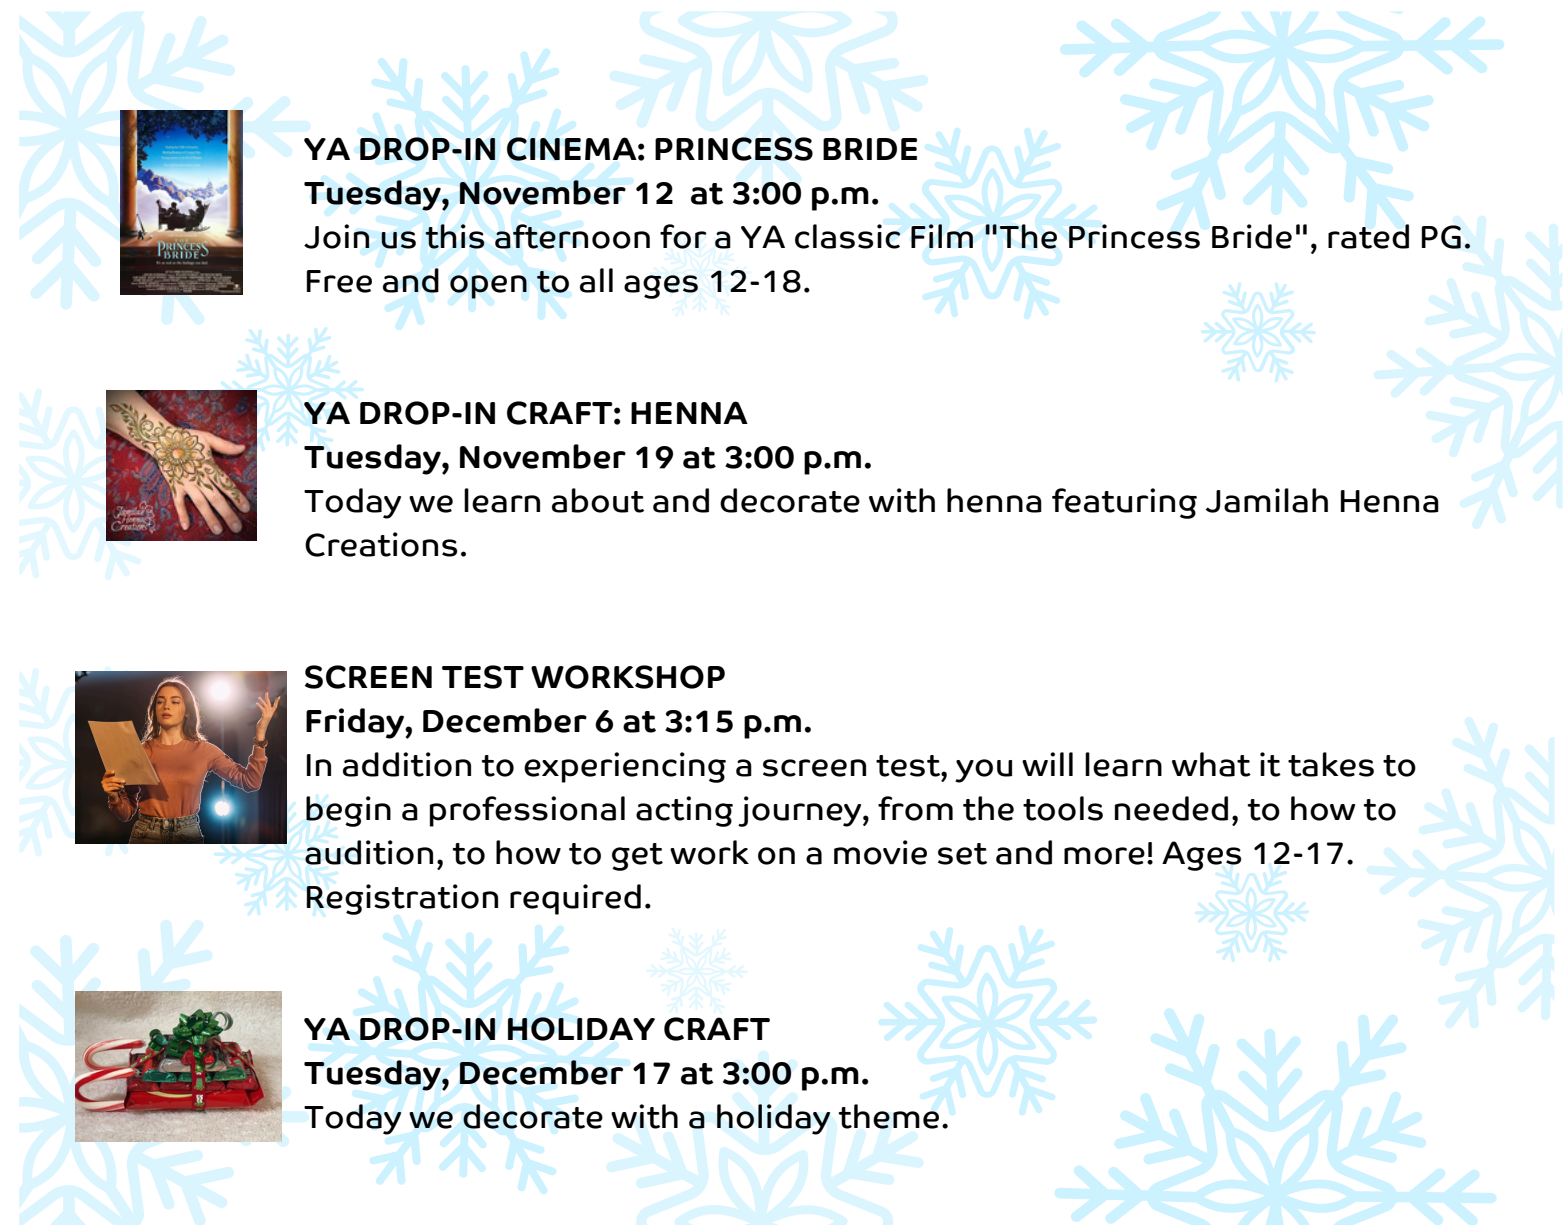 YA DROP-IN CINEMA: PRINCESS BRIDE
Tuesday, November 12 at 3:00 p.m.
Join us this afternoon for a YA classic Film "The Princess Bride", rated PG.
Free and open to all ages 12-18.
PRINCESS
BRIDE
YA DROP-IN CRAFT: HENNA
Tuesday, November 19 at 3:00 p.m.
Today we learn about and decorate with henna featuring Jamilah Henna
Creations.
Jamilah
Henna
Creations
SCREEN TEST WORKSHOP
Friday, December 6 at 3:15 p.m.
In addition to experiencing a screen test, you will learn what it takes to
begin a professional acting journey, from the tools needed, to how to
audition, to how to get work on a movie set and more! Ages 12-17.
Registration required.
YA DROP-IN HOLIDAY CRAFT
Tuesday, December 17 at 3:00 p.m.
Today we decorate with a holiday theme.